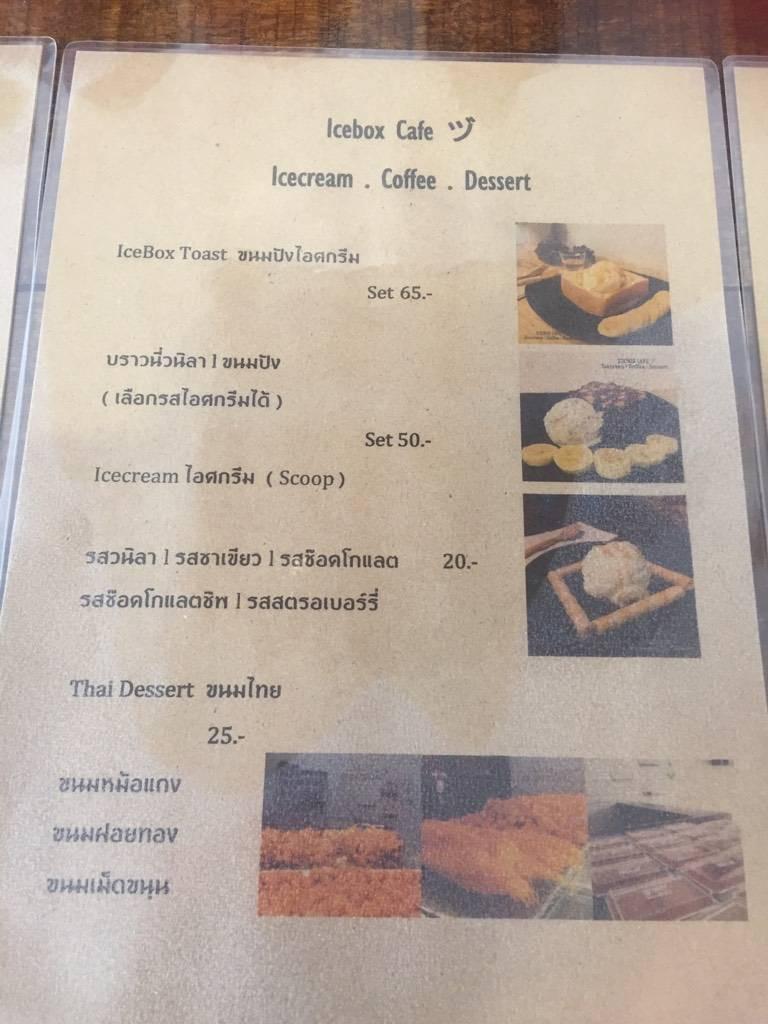 Icebox Cafe ヅ
Icecream . Coffee . Dessert
IceBox Toast ขนมปังไอศกรีม
Set 65.-
บราวนี่วนิลา l ขนมปัง
( เลือกรสไอศกรีมได้ )
Set 50.-
Icecream ไอศกรีม ( Scoop )
รสวนิลา l รสชาเขียว l รสช๊อดโกแลต 20.-
รสช๊อดโกแลตชิพ l รสสตรอเบอร์รี่
Thai Dessert ขนมไทย
25.-
ขนมหม้อแกง
ขนมฝอยทอง
ขนมเม็ดขนุน